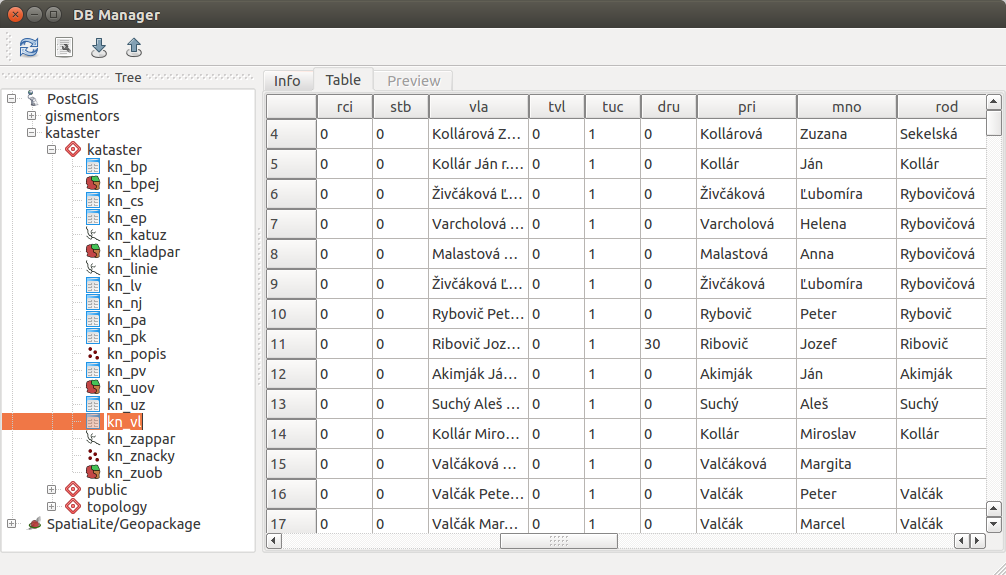 DB Manager
Tree
PostGIS
gismentors
kataster
kataster
kn_bp
kn_bpej
kn_cs
kn_ep
kn_katuz
kn_kladpar
kn_linie
kn_lv
kn_nj
kn_pa
kn_pk
kn_popis
kn_pv
kn_uov
kn_uz
kn_vl
kn_zappar
kn_znacky
kn_zuob
public
topology
SpatiaLite/Geopackage
Info Table Preview
rci stb vla tvl tuc dru pri mno rod
4 0 0 Kollárová Z... 0 1 0 Kollárová Zuzana Sekelská
5 0 0 Kollár Ján r.... 0 1 0 Kollár Ján Kollár
6 0 0 Živčáková Ľ... 0 1 0 Živčáková Ľubomíra Rybovičová
7 0 0 Varcholová ... 0 1 0 Varcholová Helena Rybovičová
8 0 0 Malastová ... 0 1 0 Malastová Anna Rybovičová
9 0 0 Živčáková Ľ... 0 1 0 Živčáková Ľubomíra Rybovičová
10 0 0 Rybovič Pet... 0 1 0 Rybovič Peter Rybovič
11 0 0 Ribovič Joz... 0 1 30 Ribovič Jozef Ribovič
12 0 0 Akimják Já... 0 1 0 Akimják Ján Akimják
13 0 0 Suchý Aleš ... 0 1 0 Suchý Aleš Suchý
14 0 0 Kollár Miro... 0 1 0 Kollár Miroslav Kollár
15 0 0 Valčáková ... 0 1 0 Valčáková Margita
16 0 0 Valčák Pete... 0 1 0 Valčák Peter Valčák
17 0 0 Valčák Mar... 0 1 0 Valčák Marcel Valčák